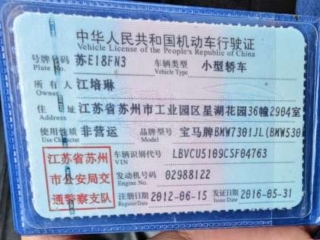 中华人民共和国机动车行驶证
Vehicle License of the People's Republic of China
号牌号码 苏E18FN3 车辆类型 小型轿车
Plate No. Vehicle Type
所有人 江培琳
Owner
住址 江苏省苏州市工业园区星湖花园36幢2904室
Address
使用性质 非营运 品牌型号 宝马牌BMW7301JL(BMW530
Use Character
江苏省苏州
市公安局交
通警察支队
车辆识别代号 LBVCU5109CSF04763
VIN
发动机号码 02988122
Engine No.
注册日期 2012-06-15 发证日期 2016-05-31